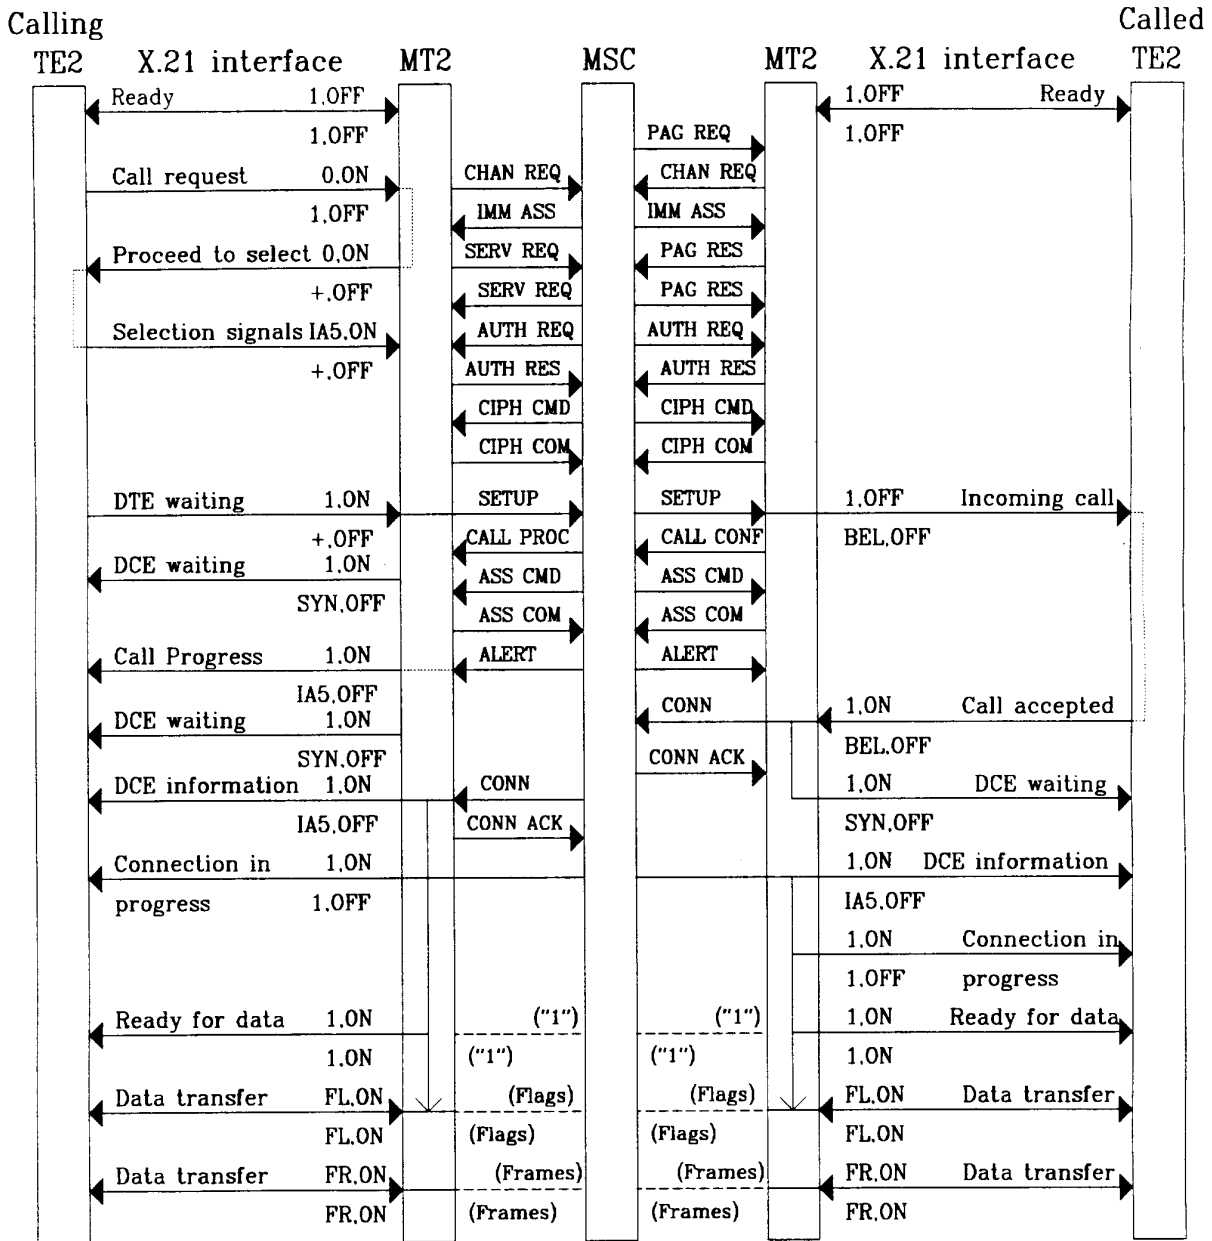 Calling Called
TE2 X.21 interface MT2 MSC MT2 X.21 interface TE2
Ready 1.OFF 1.OFF Ready
1.OFF PAG REQ 1.OFF
Call request 0.ON CHAN REQ CHAN REQ
1.OFF IMM ASS IMM ASS
Proceed to select 0.ON SERV REQ PAG RES
+.OFF SERV REQ PAG RES
Selection signals IA5.ON AUTH REQ AUTH REQ
+.OFF AUTH RES AUTH RES
CIPH CMD CIPH CMD
CIPH COM CIPH COM
DTE waiting 1.ON SETUP SETUP 1.OFF Incoming call
+.OFF CALL PROC CALL CONF BEL.OFF
DCE waiting 1.ON ASS CMD ASS CMD
SYN.OFF ASS COM ASS COM
Call Progress 1.ON ALERT ALERT
IA5.OFF CONN 1.ON Call accepted
DCE waiting 1.ON
SYN.OFF CONN ACK BEL.OFF
DCE information 1.ON CONN 1.ON DCE waiting
IA5.OFF CONN ACK SYN.OFF
Connection in 1.ON 1.ON DCE information
progress 1.OFF IA5.OFF
1.ON Connection in
1.OFF progress
Ready for data 1.ON ("1") ("1") 1.ON Ready for data
1.ON ("1") ("1") 1.ON
Data transfer FL.ON (Flags) (Flags) FL.ON Data transfer
FL.ON (Flags) (Flags) FL.ON
Data transfer FR.ON (Frames) (Frames) FR.ON Data transfer
FR.ON (Frames) (Frames) FR.ON